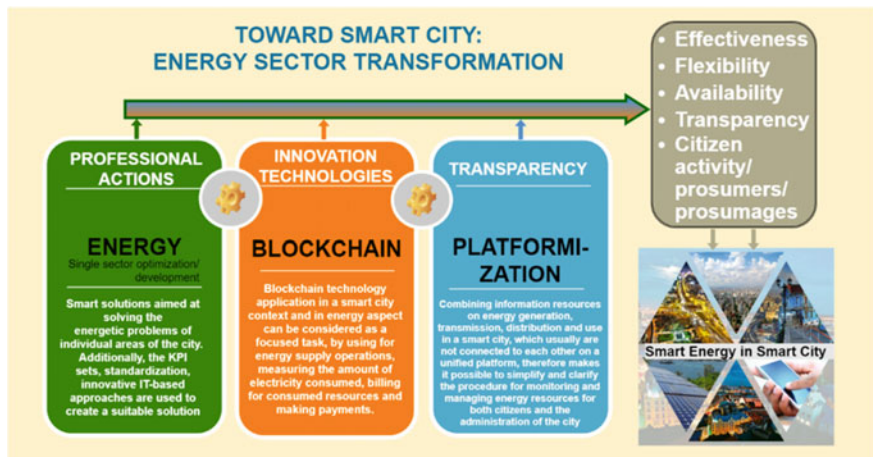 TOWARD SMART CITY:
ENERGY SECTOR TRANSFORMATION
• Effectiveness
• Flexibility
• Availability
• Transparency
• Citizen
activity/
prosumers/
prosumages
PROFESSIONAL
ACTIONS
ENERGY
Single sector optimization/
development
Smart solutions aimed at
solving the
energetic problems of
individual areas of the city.
Additionally, the KPI
sets, standardization,
innovative IT-based
approaches are used to
create a suitable solution
INNOVATION
TECHNOLOGIES
BLOCKCHAIN
Blockchain technology
application in a smart city
context and in energy aspect
can be considered as a
focused task, by using for
energy supply operations,
measuring the amount of
electricity consumed, billing
for consumed resources and
making payments.
TRANSPARENCY
PLATFORMI-
ZATION
Combining information resources
on energy generation,
transmission, distribution and use
in a smart city, which usually are
not connected to each other on a
unified platform, therefore makes
it possible to simplify and clarify
the procedure for monitoring and
managing energy resources for
both citizens and the
administration of the city
Smart Energy in Smart City